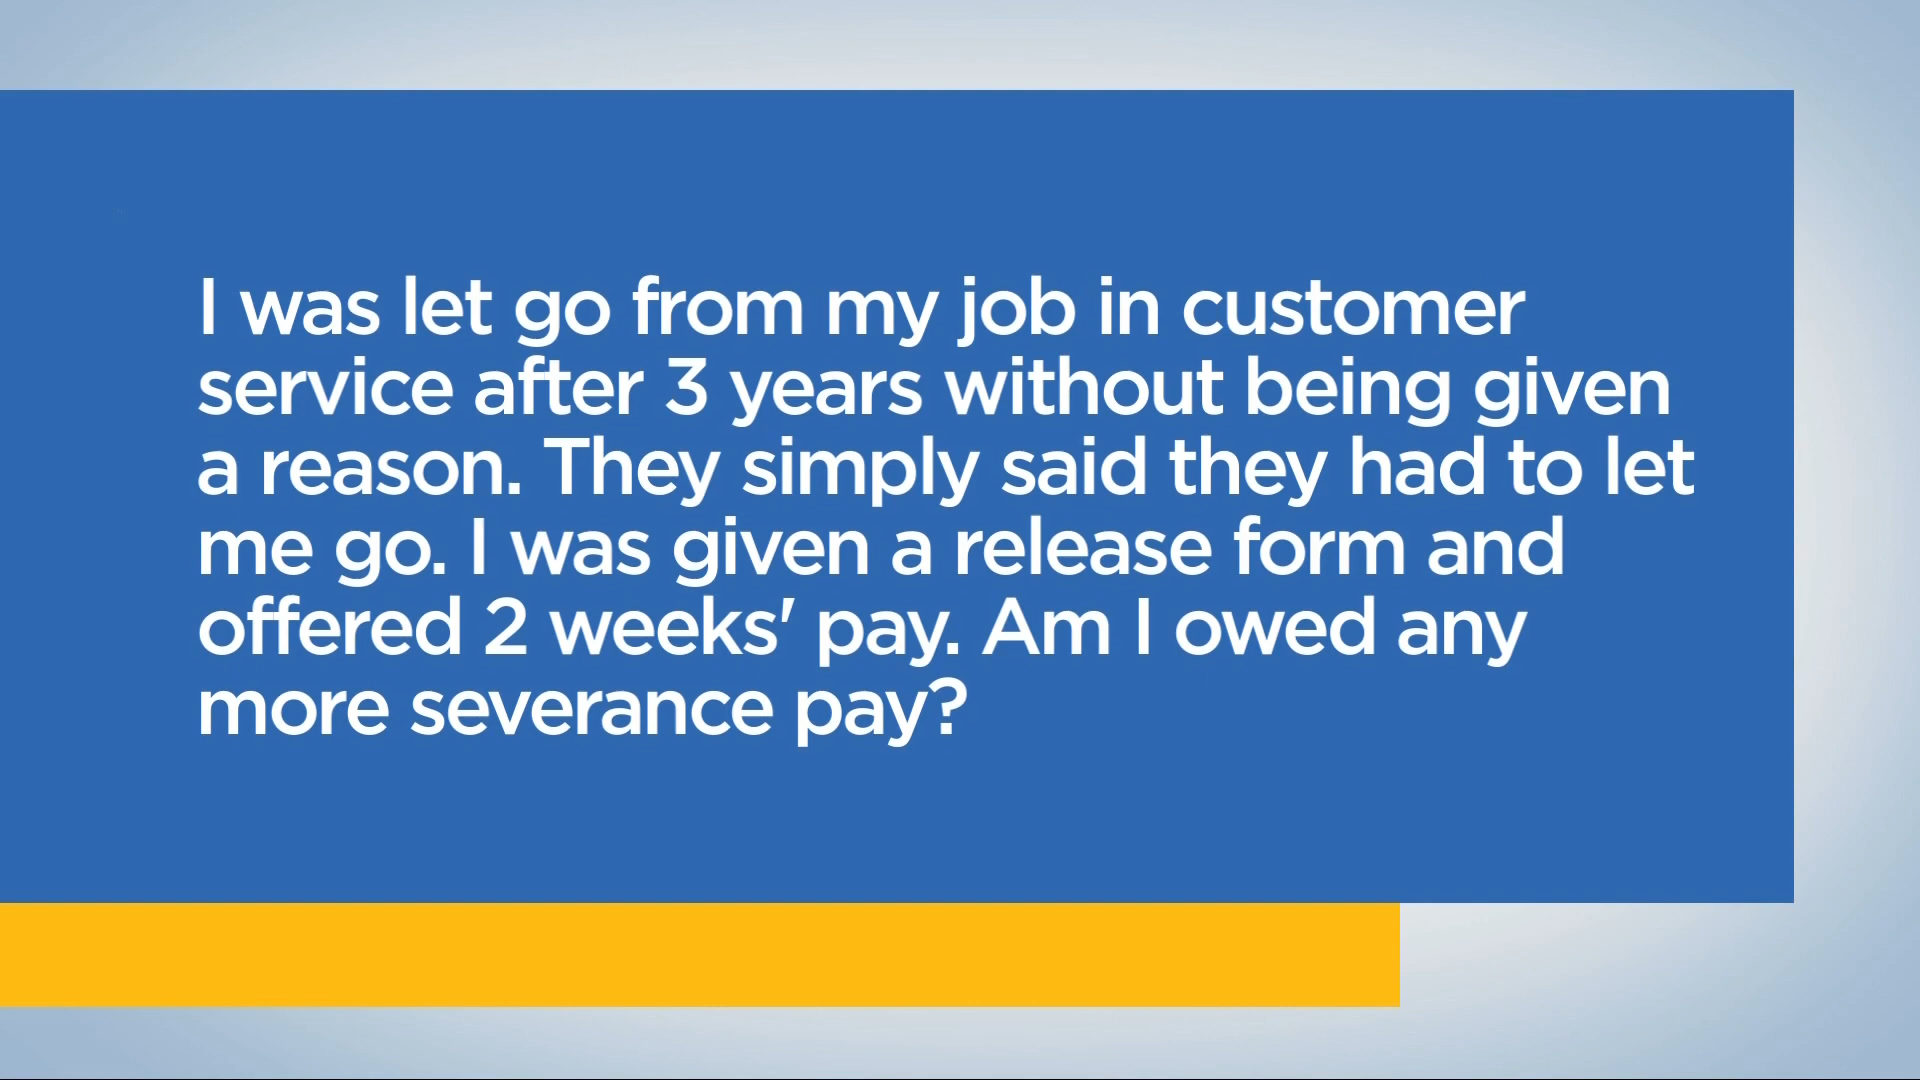 I was let go from my job in customer
service after 3 years without being given
a reason. They simply said they had to let
me go. I was given a release form and
offered 2 weeks' pay. Am I owed any
more severance pay?